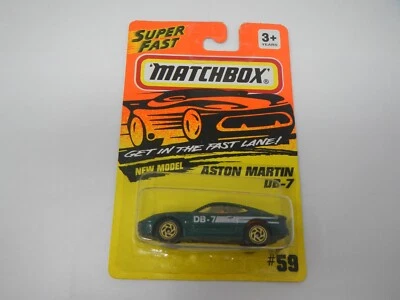 SUPER
FAST
3+
YEARS
"MATCHBOX"®
GET IN THE FAST LANE!
NEW MODEL
ASTON MARTIN
DB-7
DB-7
#59